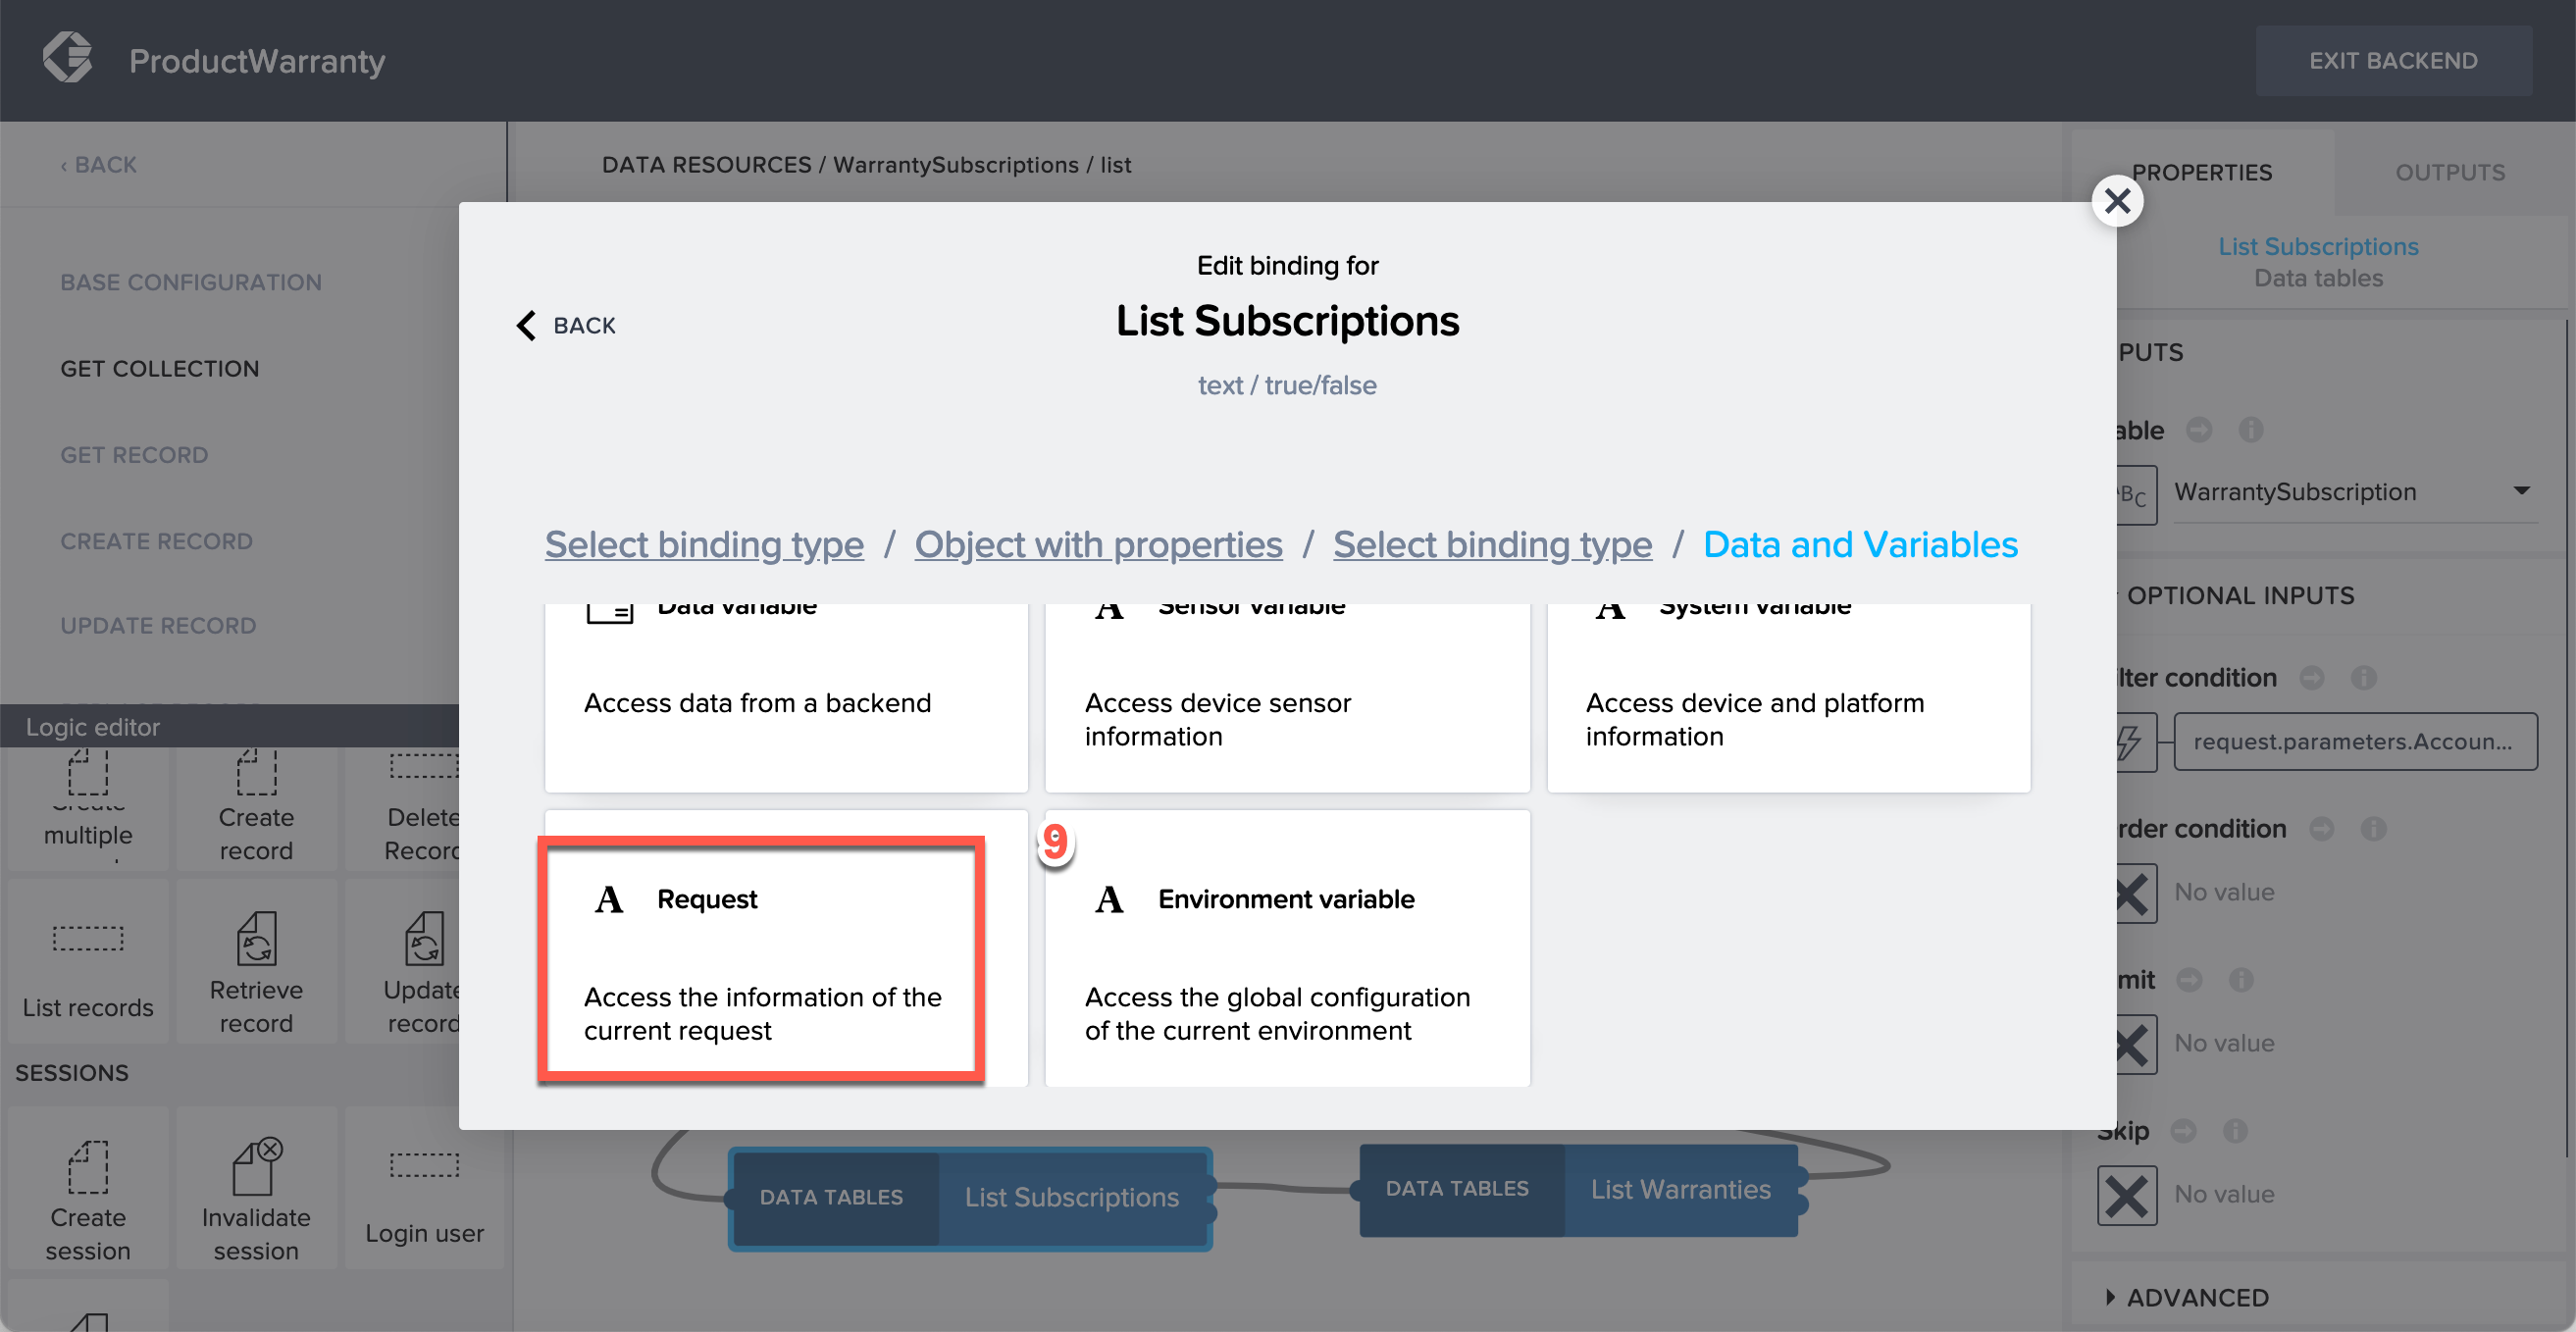 ProductWarranty
EXIT BACKEND
‹ BACK
DATA RESOURCES / WarrantySubscriptions / list
PROPERTIES
OUTPUTS
BASE CONFIGURATION
GET COLLECTION
GET RECORD
CREATE RECORD
UPDATE RECORD
Logic editor
Create
multiple
Create
record
Delete
Record
List records
Retrieve
record
Update
record
SESSIONS
Create
session
Invalidate
session
Login user
Edit binding for
BACK
List Subscriptions
text / true/false
Select binding type / Object with properties / Select binding type / Data and Variables
Data variable
Access data from a backend
Sensor variable
Access device sensor
information
System variable
Access device and platform
information
Request
Access the information of the
current request
9
Environment variable
Access the global configuration
of the current environment
DATA TABLES
List Subscriptions
DATA TABLES
List Warranties
List Subscriptions
Data tables
PUTS
able
BC
WarrantySubscription
OPTIONAL INPUTS
lter condition
request.parameters.Accoun...
rder condition
No value
mit
No value
Skip
No value
ADVANCED